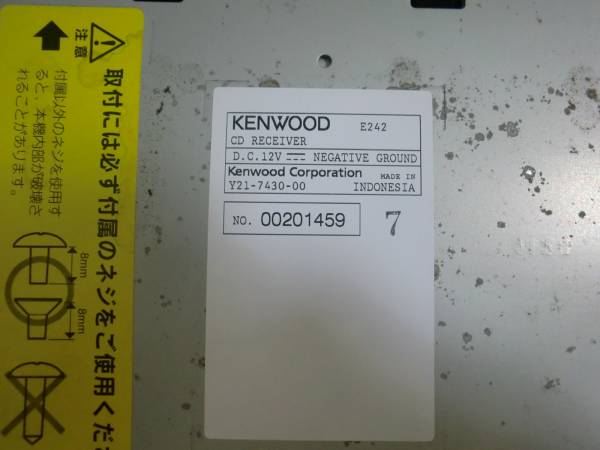 KENWOOD E242
CD RECEIVER
D.C.12V NEGATIVE GROUND
Kenwood Corporation MADE IN
Y21-7430-00 INDONESIA
NO. 00201459 7
注意
取付には必ず付属のネジをご使用くださ
付属以外のネジを使用す
ると、本機内部が破壊さ
れることがあります。
8mm
8mm